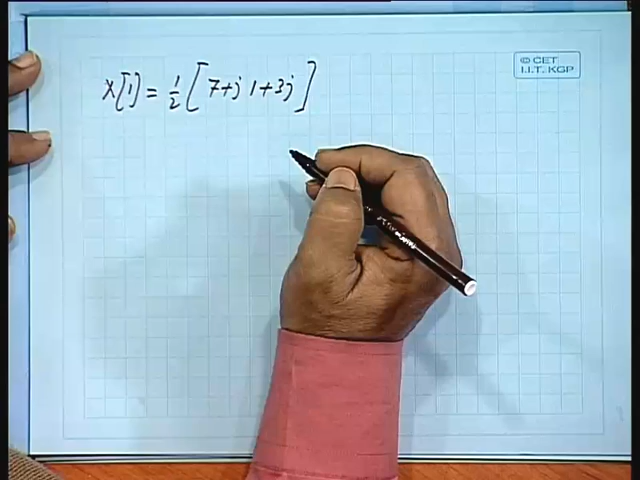 X[1] = 1/2 [ 7+j 1+3j ]
© CET
I.I.T. KGP